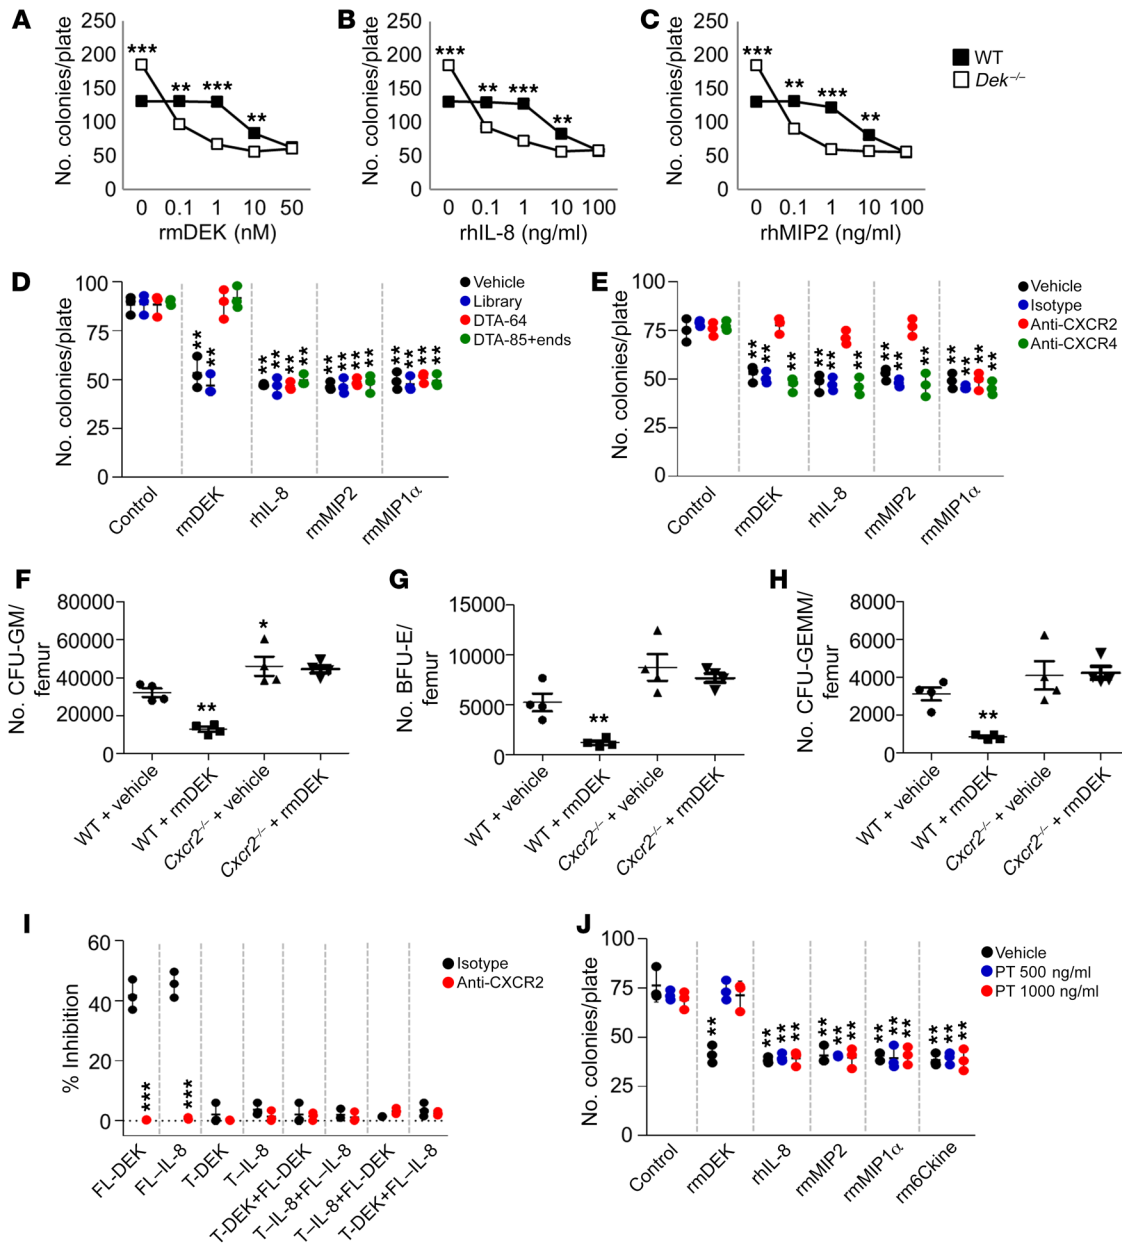 A
No. colonies/plate
250
200
150
100
50
0
***
**
***
**
0 0.1 1 10 50
rmDEK (nM)
B
No. colonies/plate
250
200
150
100
50
0
***
**
***
**
0 0.1 1 10 100
rhIL-8 (ng/ml)
C
No. colonies/plate
250
200
150
100
50
0
***
**
***
**
0 0.1 1 10 100
rhMIP2 (ng/ml)
WT
Dek–/–
D
No. colonies/plate
100
75
50
25
0
** ** ** ** ** ** ** ** ** ** ** ** ** **
Control
rmDEK
rhIL-8
rmMIP2
rmMIP1α
Vehicle
Library
DTA-64
DTA-85+ends
E
No. colonies/plate
100
75
50
25
0
** ** ** ** ** ** ** ** ** ** ** ** **
Control
rmDEK
rhIL-8
rmMIP2
rmMIP1α
Vehicle
Isotype
Anti-CXCR2
Anti-CXCR4
F
No. CFU-GM/
femur
80000
60000
40000
20000
0
**
*
WT + vehicle
WT + rmDEK
Cxcr2–/– + vehicle
Cxcr2–/– + rmDEK
G
No. BFU-E/
femur
15000
10000
5000
0
**
WT + vehicle
WT + rmDEK
Cxcr2–/– + vehicle
Cxcr2–/– + rmDEK
H
No. CFU-GEMM/
femur
8000
6000
4000
2000
0
**
WT + vehicle
WT + rmDEK
Cxcr2–/– + vehicle
Cxcr2–/– + rmDEK
I
% Inhibition
60
40
20
0
*** ***
FL-DEK
FL–IL-8
T-DEK
T–IL-8
T-DEK+FL-DEK
T–IL-8+FL–IL-8
T–IL-8+FL-DEK
T-DEK+FL–IL-8
Isotype
Anti-CXCR2
J
No. colonies/plate
100
75
50
25
0
** ** ** ** ** ** ** ** ** ** ** ** **
Control
rmDEK
rhIL-8
rmMIP2
rmMIP1α
rm6Ckine
Vehicle
PT 500 ng/ml
PT 1000 ng/ml